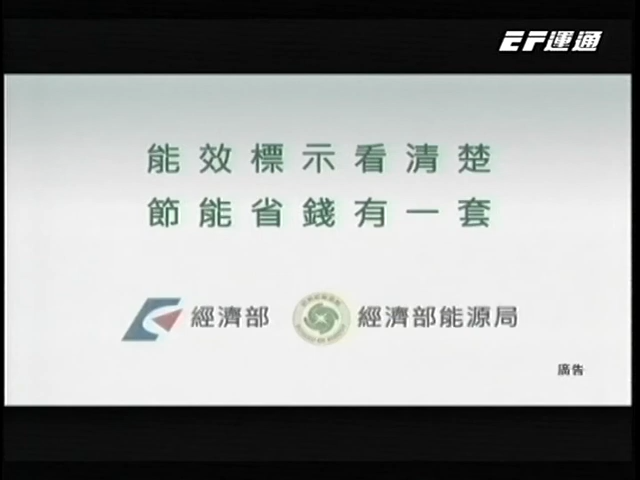 EF運通
能效標示看清楚
節能省錢有一套
經濟部 經濟部能源局
廣告